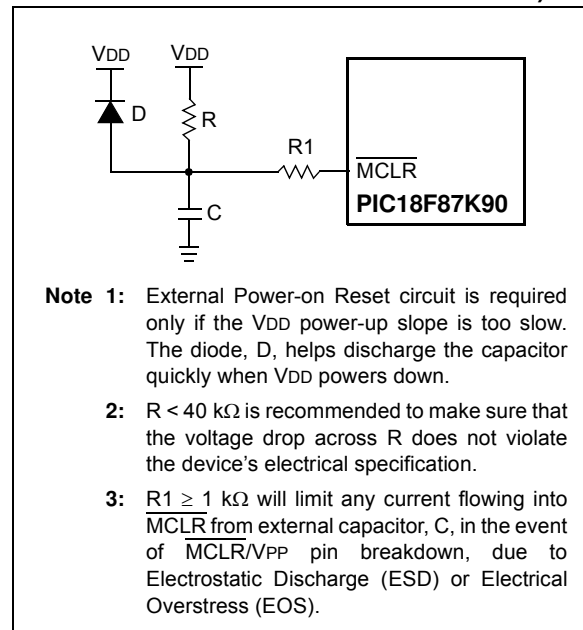 VDD VDD
D
R
R1
MCLR
PIC18F87K90
C
Note 1: External Power-on Reset circuit is required
only if the VDD power-up slope is too slow.
The diode, D, helps discharge the capacitor
quickly when VDD powers down.
2: R < 40 kΩ is recommended to make sure that
the voltage drop across R does not violate
the device's electrical specification.
3: R1 ≥ 1 kΩ will limit any current flowing into
MCLR from external capacitor, C, in the event
of MCLR/VPP pin breakdown, due to
Electrostatic Discharge (ESD) or Electrical
Overstress (EOS).